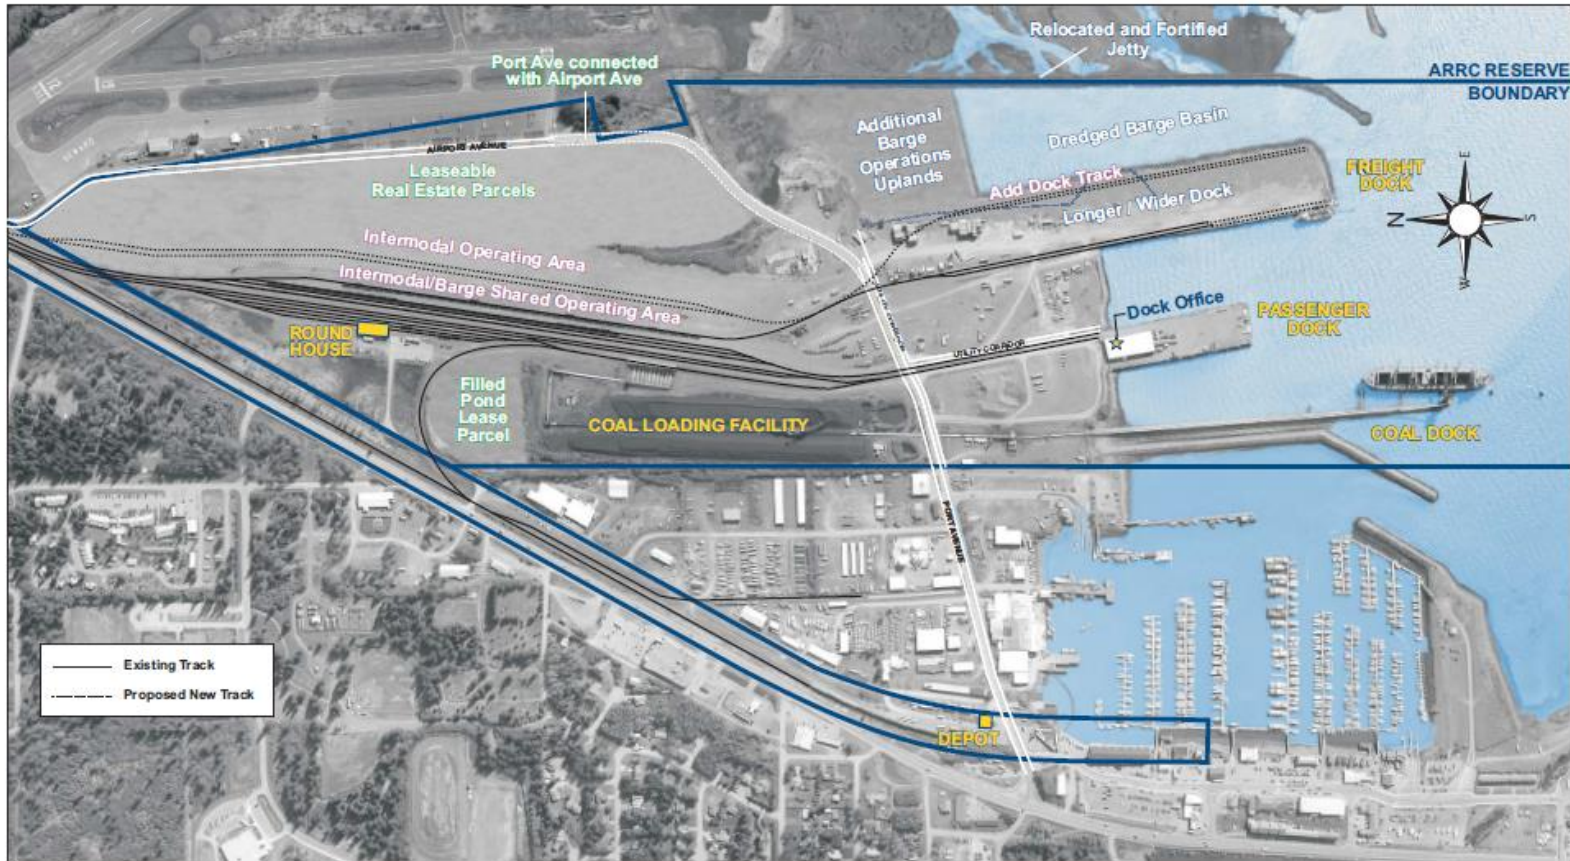 Relocated and Fortified
Jetty
Port Ave connected
with Airport Ave
ARRC RESERVE
BOUNDARY
Additional
Barge
Operations
Uplands
Dredged Barge Basin
AIRPORT AVENUE
Leaseable
Real Estate Parcels
Add Dock Track
Longer / Wider Dock
FREIGHT
DOCK
E
N
S
W
Intermodal Operating Area
Intermodal/Barge Shared Operating Area
ROUND
HOUSE
Dock Office
PASSENGER
DOCK
UTILITY CORRIDOR
Filled
Pond
Lease
Parcel
COAL LOADING FACILITY
COAL DOCK
PORT AVENUE
Existing Track
Proposed New Track
DEPOT